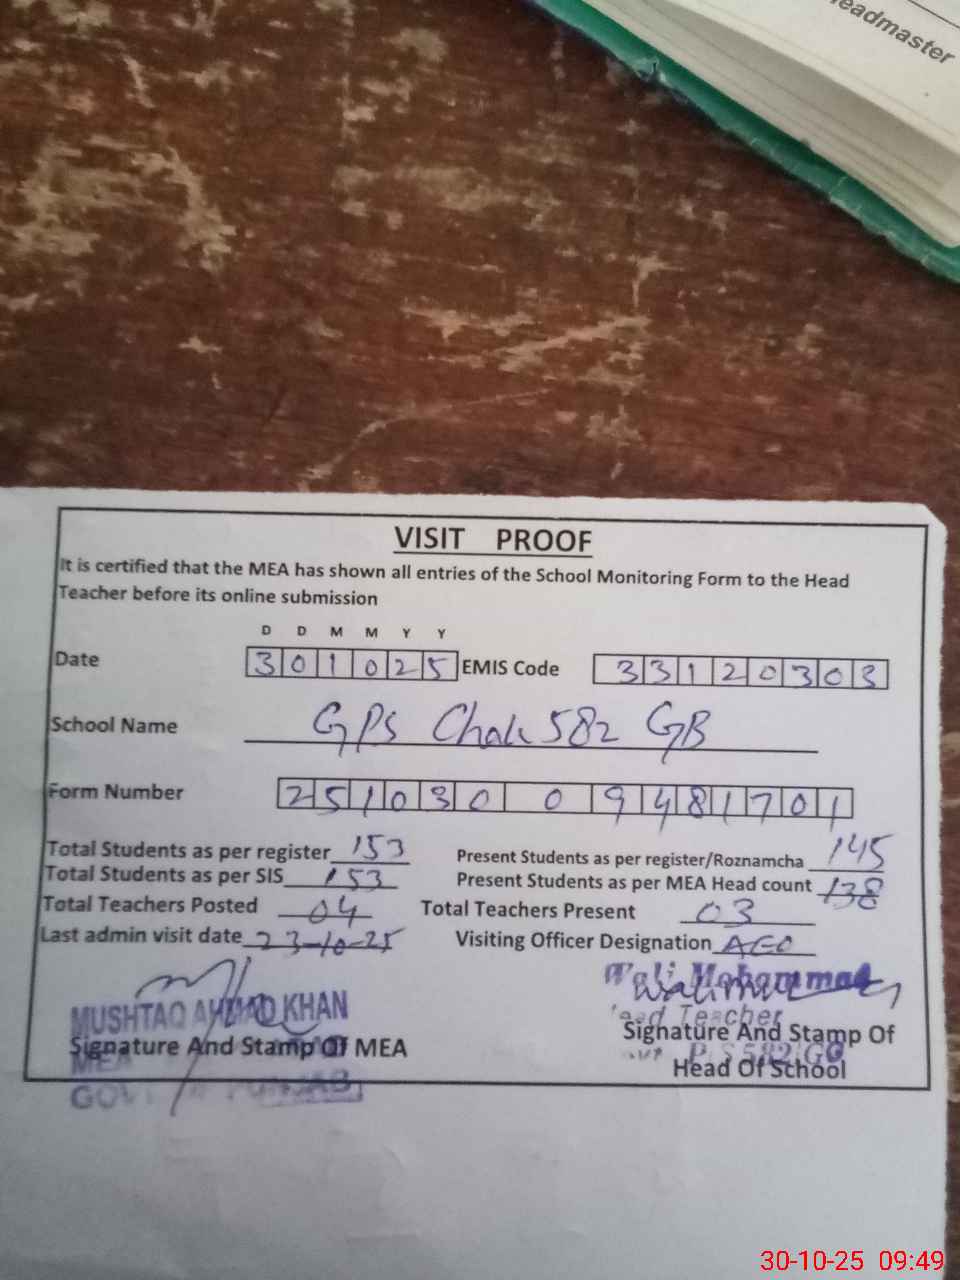 eadmaster
VISIT PROOF
It is certified that the MEA has shown all entries of the School Monitoring Form to the Head
Teacher before its online submission
D D M M Y Y
Date 3 0 1 0 2 5 EMIS Code 3 3 1 2 0 3 0 3
School Name GPS Chak 582 GB
Form Number 2 5 1 0 3 0 0 9 4 8 1 7 0 1
Total Students as per register 153 Present Students as per register/Roznamcha 145
Total Students as per SIS 153 Present Students as per MEA Head count 138
Total Teachers Posted 04 Total Teachers Present 03
Last admin visit date 23-10-25 Visiting Officer Designation AEO
MUSHTAQ AHMAD KHAN Wali Mohammad
ead Teacher
Signature And Stamp Of MEA Signature And Stamp Of
MEA P/S 582/G
Head Of School
GOVT OF PUNJAB
30-10-25 09:49